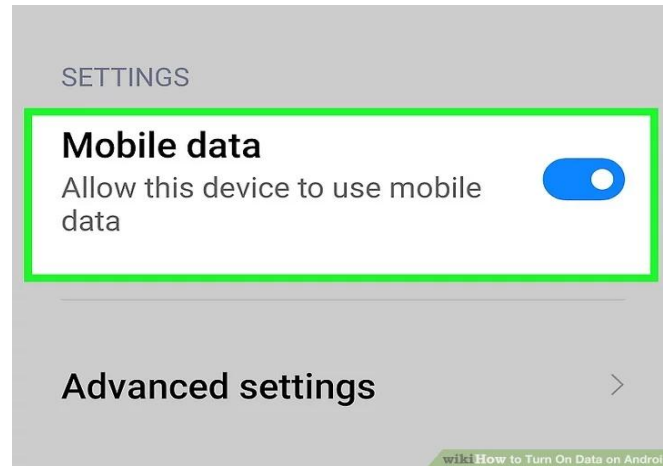 SETTINGS
Mobile data
Allow this device to use mobile
data
Advanced settings
wikiHow to Turn On Data on Androi